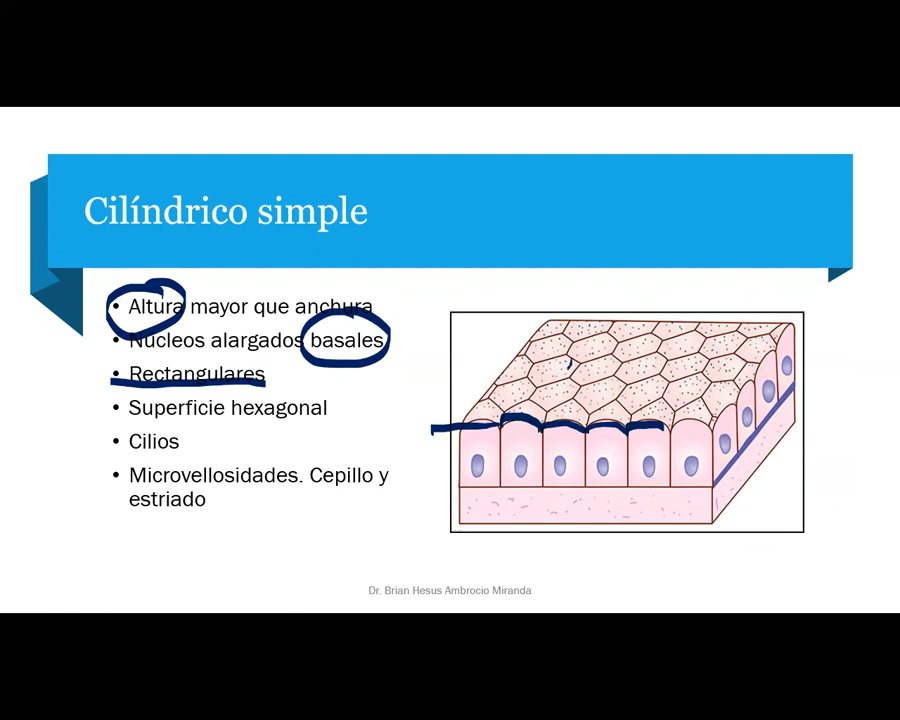 Cilíndrico simple
• Altura mayor que anchura
• Núcleos alargados basales
• Rectangulares
• Superficie hexagonal
• Cilios
• Microvellosidades. Cepillo y
estriado
Dr. Brian Hesus Ambrocio Miranda